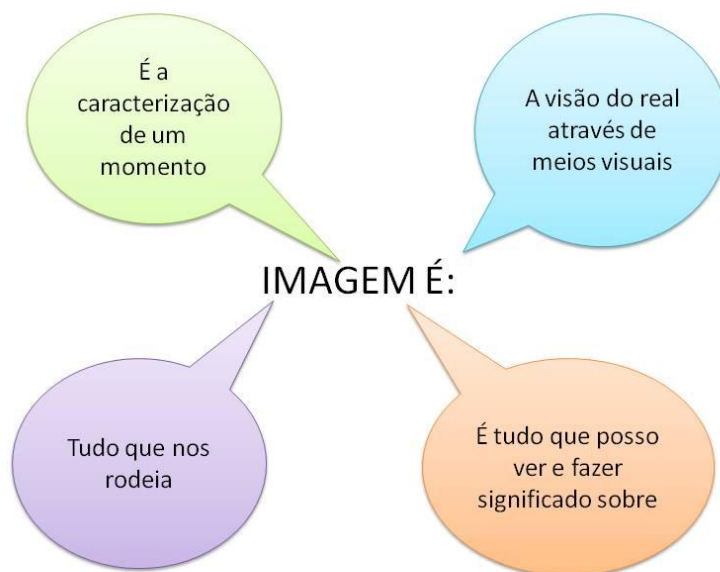 É a
caracterização
de um
momento
A visão do real
através de
meios visuais
IMAGEM É:
Tudo que nos
rodeia
É tudo que posso
ver e fazer
significado sobre